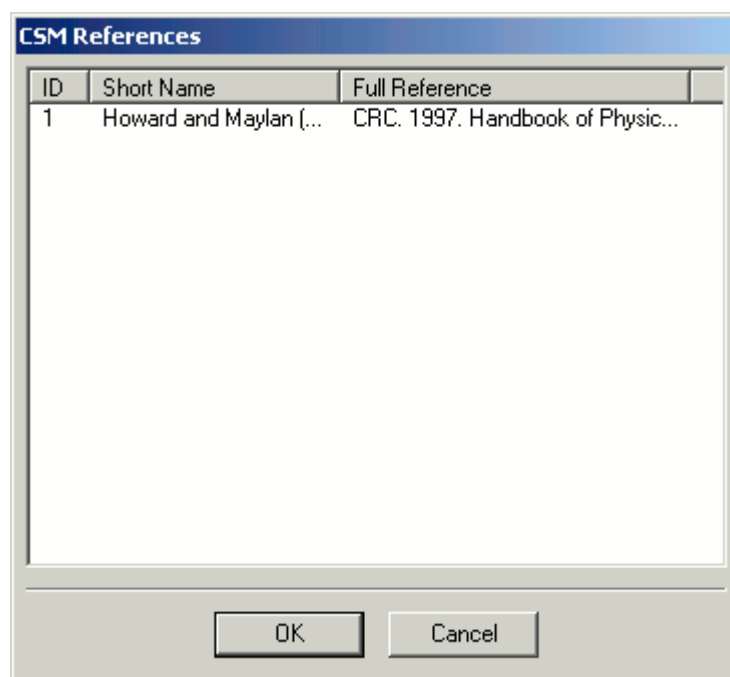 CSM References
ID Short Name Full Reference
1 Howard and Maylan (... CRC. 1997. Handbook of Physic...
OK Cancel